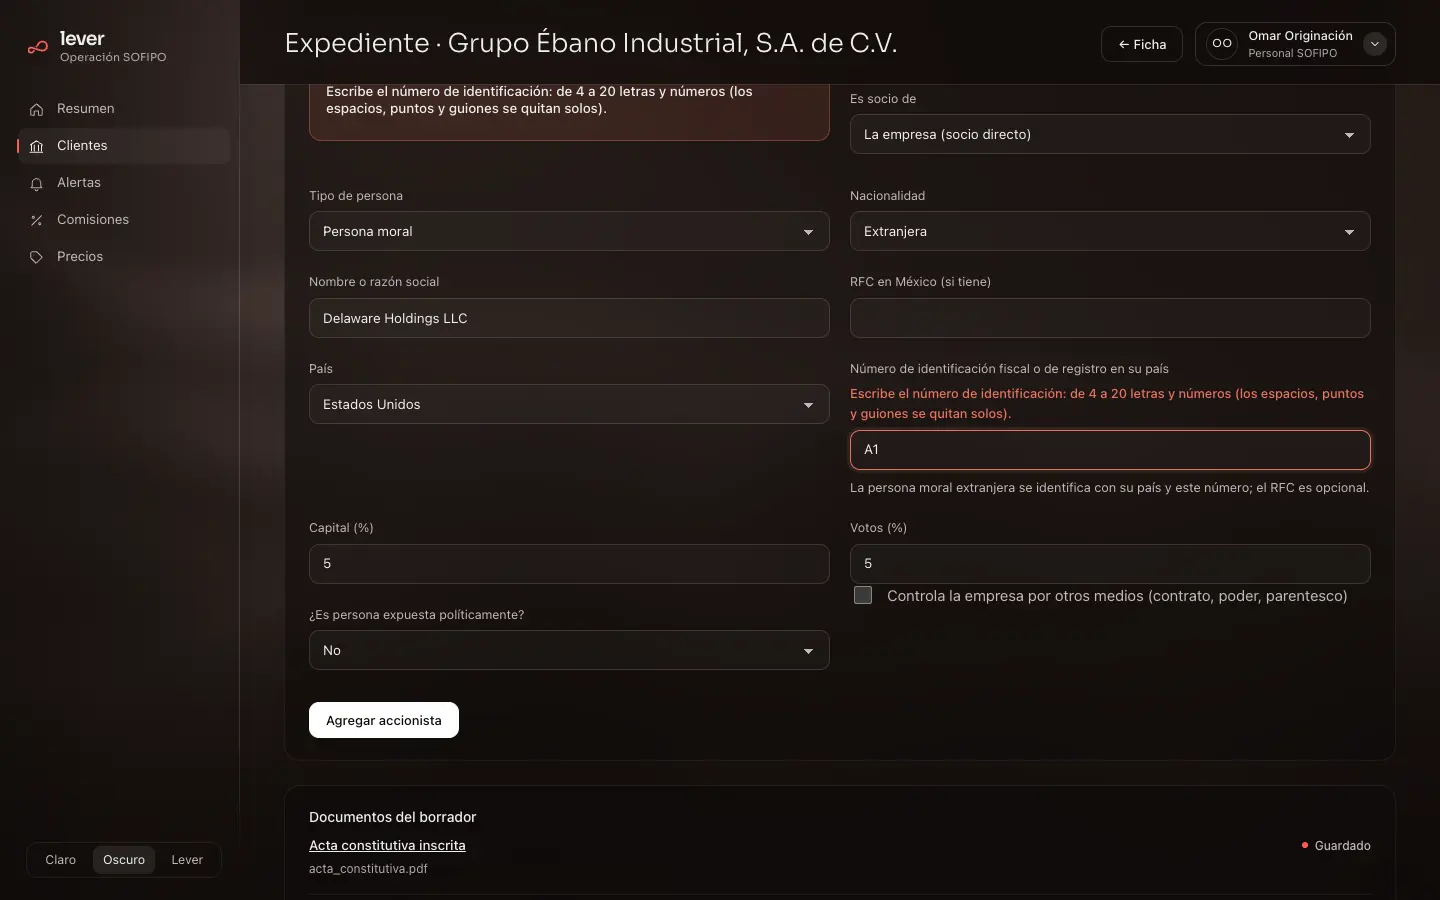 lever
Operación SOFIPO
Resumen
Clientes
Alertas
Comisiones
Precios
Claro
Oscuro
Lever
Expediente · Grupo Ébano Industrial, S.A. de C.V.
← Ficha
OO
Omar Originación
Personal SOFIPO
Escribe el número de identificación: de 4 a 20 letras y números (los
espacios, puntos y guiones se quitan solos).
Es socio de
La empresa (socio directo)
Tipo de persona
Persona moral
Nacionalidad
Extranjera
Nombre o razón social
Delaware Holdings LLC
RFC en México (si tiene)
País
Estados Unidos
Número de identificación fiscal o de registro en su país
Escribe el número de identificación: de 4 a 20 letras y números (los espacios, puntos
y guiones se quitan solos).
A1
La persona moral extranjera se identifica con su país y este número; el RFC es opcional.
Capital (%)
5
Votos (%)
5
Controla la empresa por otros medios (contrato, poder, parentesco)
¿Es persona expuesta políticamente?
No
Agregar accionista
Documentos del borrador
Acta constitutiva inscrita
acta_constitutiva.pdf
Guardado